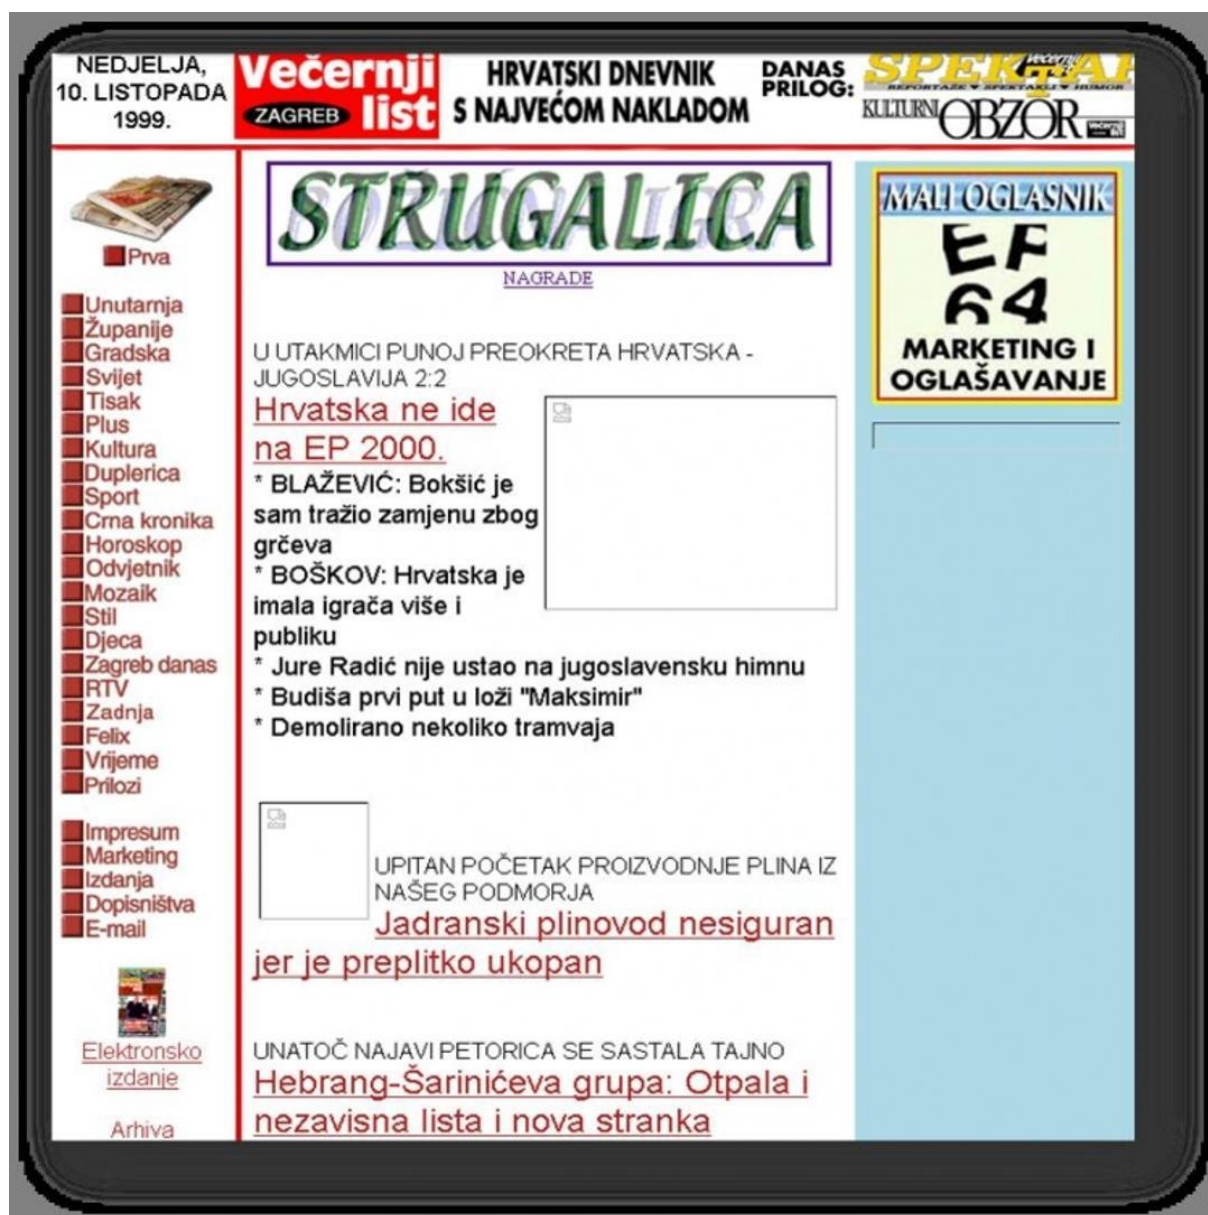 NEDJELJA,
10. LISTOPADA
1999.
Večernji
list
ZAGREB
HRVATSKI DNEVNIK
S NAJVEĆOM NAKLADOM
DANAS
PRILOG:
SPEKTAR
REPORTAŽE ▼ SPEKTAKLI ▼ HUMOR
KULTURNI
OBZOR
Prva
Unutarnja
Županije
Gradska
Svijet
Tisak
Plus
Kultura
Duplerica
Sport
Crna kronika
Horoskop
Odvjetnik
Mozaik
Stil
Djeca
Zagreb danas
RTV
Zadnja
Felix
Vrijeme
Prilozi
Impresum
Marketing
Izdanja
Dopisništva
E-mail
Elektronsko
izdanje
Arhiva
STRUGALICA
NAGRADE
U UTAKMICI PUNOJ PREOKRETA HRVATSKA -
JUGOSLAVIJA 2:2
Hrvatska ne ide
na EP 2000.
* BLAŽEVIĆ: Bokšić je
sam tražio zamjenu zbog
grčeva
* BOŠKOV: Hrvatska je
imala igrača više i
publiku
* Jure Radić nije ustao na jugoslavensku himnu
* Budiša prvi put u loži "Maksimir"
* Demolirano nekoliko tramvaja
UPITAN POČETAK PROIZVODNJE PLINA IZ
NAŠEG PODMORJA
Jadranski plinovod nesiguran
jer je preplitko ukopan
UNATOČ NAJAVI PETORICA SE SASTALA TAJNO
Hebrang-Šarinićeva grupa: Otpala i
nezavisna lista i nova stranka
MALI OGLASNIK
MARKETING I
OGLAŠAVANJE